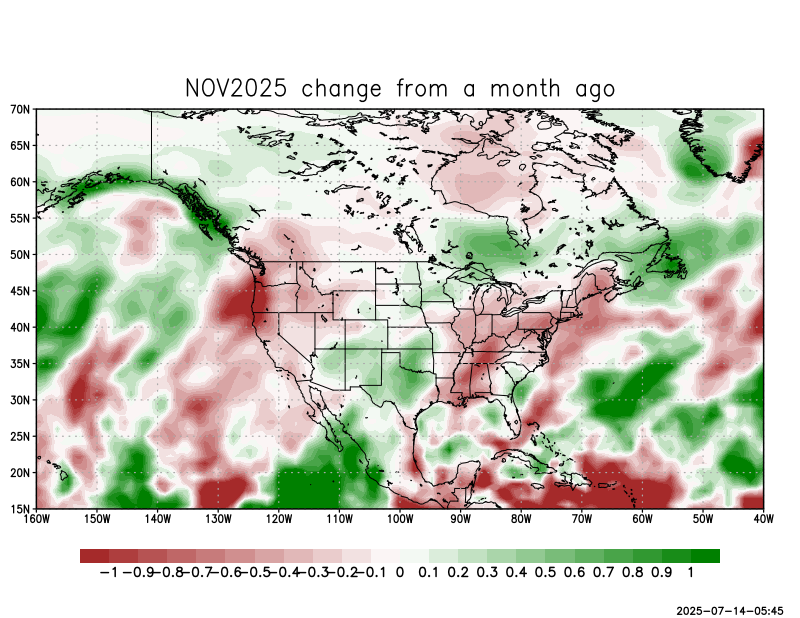 NOV2025 change from a month ago
70N
65N
60N
55N
50N
45N
40N
35N
30N
25N
20N
15N
160W 150W 140W 130W 120W 110W 100W 90W 80W 70W 60W 50W 40W
-1 -0.9 -0.8 -0.7 -0.6 -0.5 -0.4 -0.3 -0.2 -0.1 0 0.1 0.2 0.3 0.4 0.5 0.6 0.7 0.8 0.9 1
2025-07-14-05:45